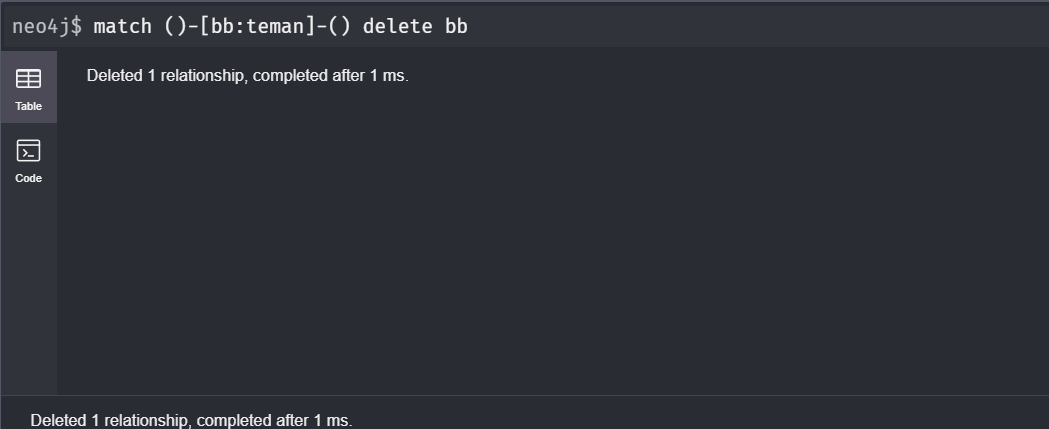 neo4j$ match ()-[bb:teman]-() delete bb
Deleted 1 relationship, completed after 1 ms.
Table
Code
Deleted 1 relationship, completed after 1 ms.